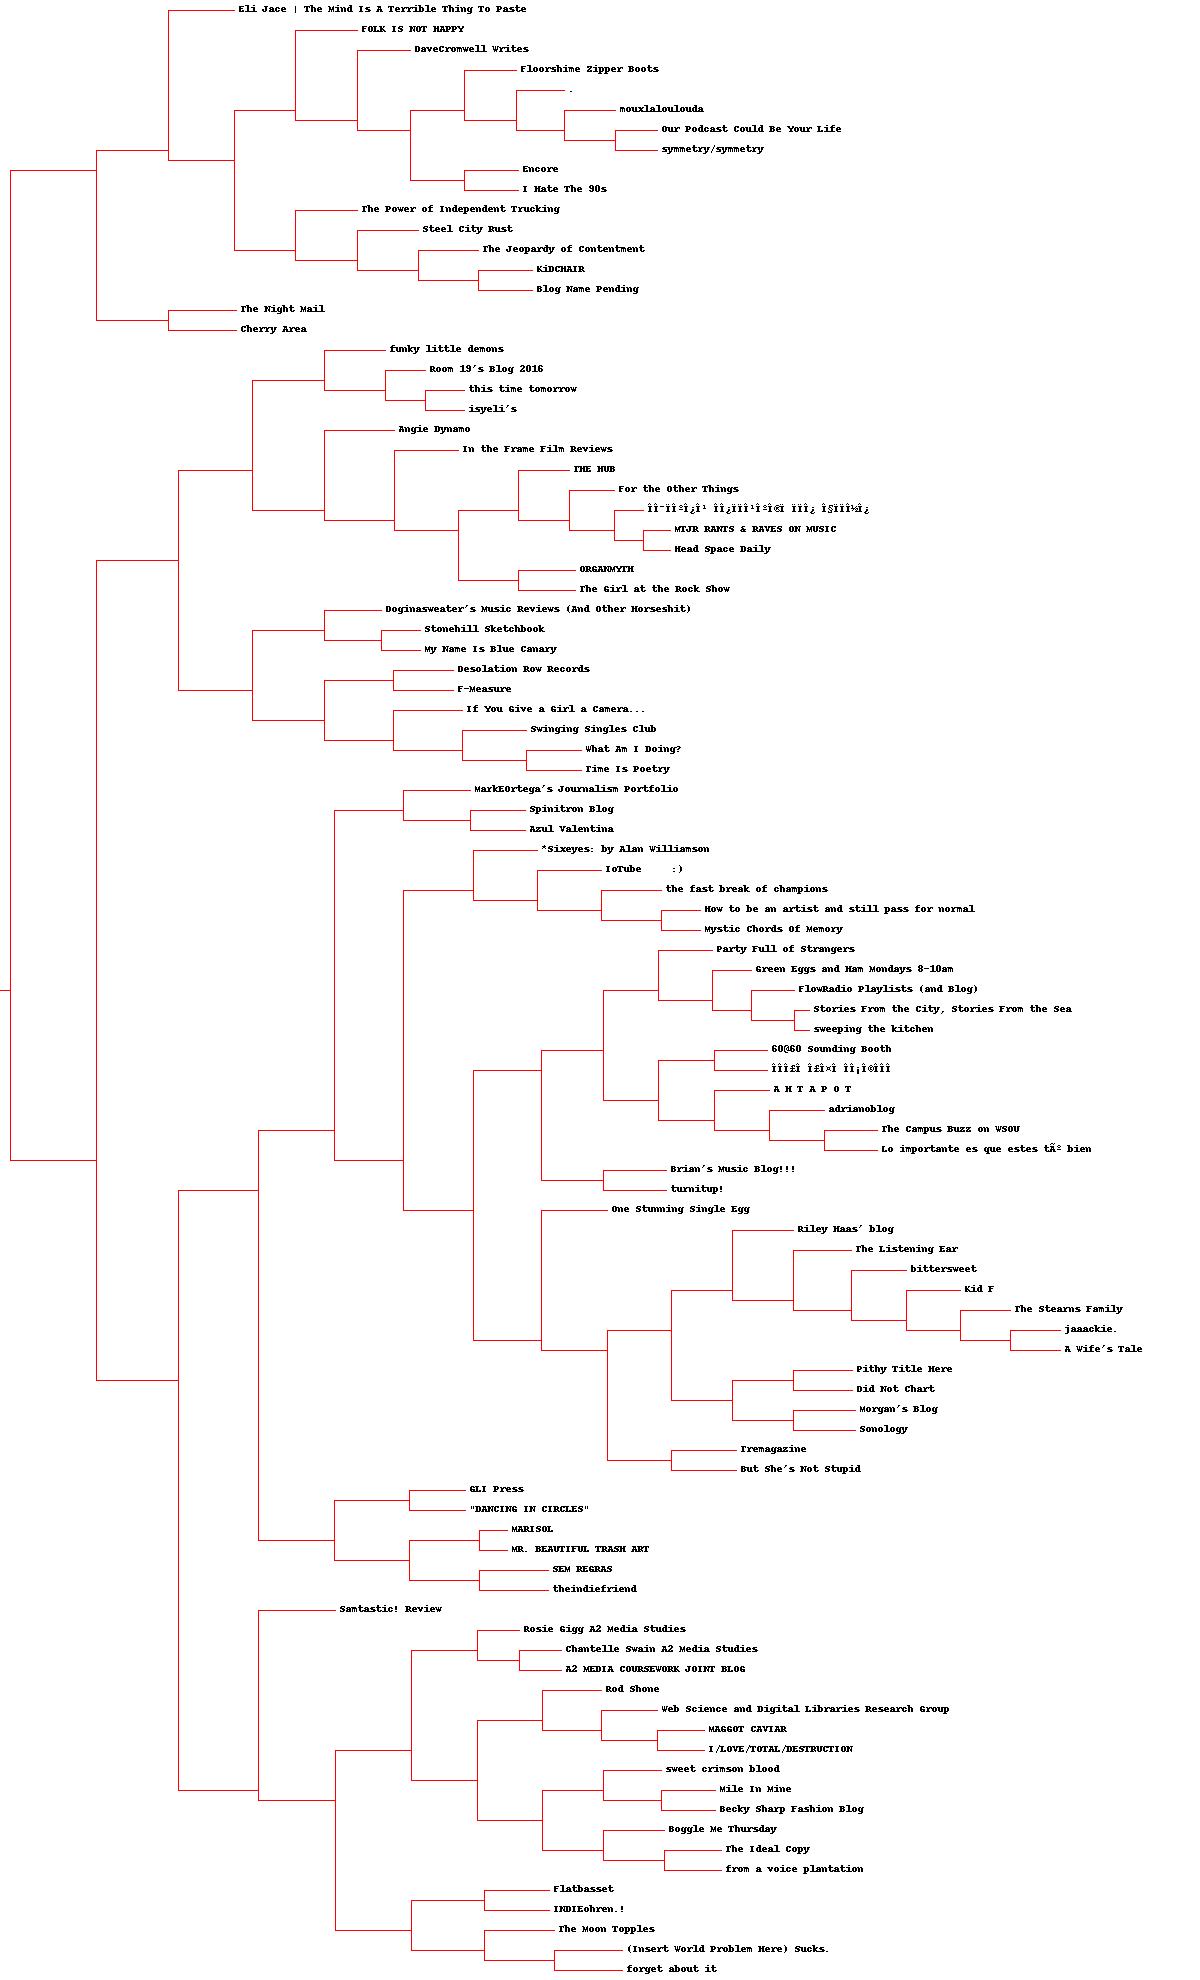 Eli Jace | The Mind Is A Terrible Thing To Paste
FOLK IS NOT HAPPY
DaveCromwell Writes
Floorshime Zipper Boots
.
mouxlaloulouda
Our Podcast Could Be Your Life
symmetry/symmetry
Encore
I Hate The 90s
The Power of Independent Trucking
Steel City Rust
The Jeopardy of Contentment
KiDCHAIR
Blog Name Pending
The Night Mail
Cherry Area
funky little demons
Room 19's Blog 2016
this time tomorrow
isyeli's
Angie Dynamo
In the Frame Film Reviews
THE HUB
For the Other Things
MTJR RANTS & RAVES ON MUSIC
Head Space Daily
ORGANMYTH
The Girl at the Rock Show
Doginasweater's Music Reviews (And Other Horseshit)
Stonehill Sketchbook
My Name Is Blue Canary
Desolation Row Records
F-Measure
If You Give a Girl a Camera...
Swinging Singles Club
What Am I Doing?
Time Is Poetry
MarkEOrtega's Journalism Portfolio
Spinitron Blog
Azul Valentina
*Sixeyes: by Alan Williamson
IoTube :)
the fast break of champions
How to be an artist and still pass for normal
Mystic Chords Of Memory
Party Full of Strangers
Green Eggs and Ham Mondays 8-10am
FlowRadio Playlists (and Blog)
Stories From the City, Stories From the Sea
sweeping the kitchen
60@60 Sounding Booth
A H T A P O T
adrianoblog
The Campus Buzz on WSOU
Lo importante es que estes tÃº bien
Brian's Music Blog!!!
turnitup!
One Stunning Single Egg
Riley Haas' blog
The Listening Ear
bittersweet
Kid F
The Stearns Family
jaaackie.
A Wife's Tale
Pithy Title Here
Did Not Chart
Morgan's Blog
Sonology
Tremagazine
But She's Not Stupid
GLI Press
"DANCING IN CIRCLES"
MARISOL
MR. BEAUTIFUL TRASH ART
SEM REGRAS
theindiefriend
Samtastic! Review
Rosie Gigg A2 Media Studies
Chantelle Swain A2 Media Studies
A2 MEDIA COURSEWORK JOINT BLOG
Rod Shone
Web Science and Digital Libraries Research Group
MAGGOT CAVIAR
I/LOVE/TOTAL/DESTRUCTION
sweet crimson blood
Mile In Mine
Becky Sharp Fashion Blog
Boggle Me Thursday
The Ideal Copy
from a voice plantation
Flatbasset
INDIEohren.!
The Moon Topples
(Insert World Problem Here) Sucks.
forget about it